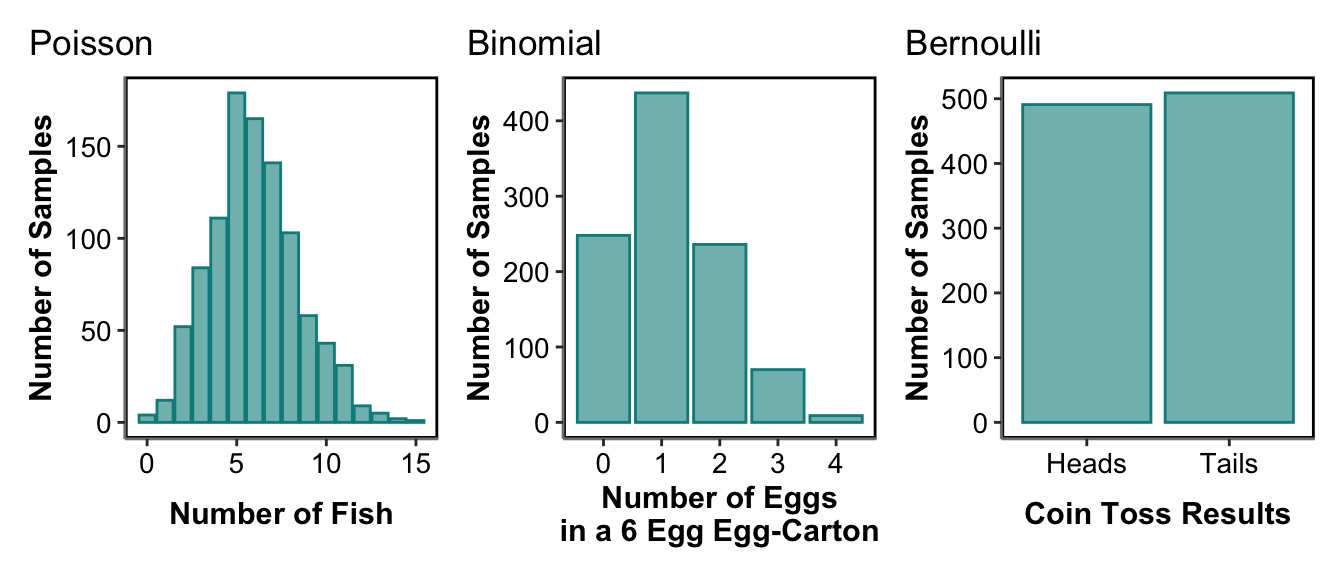 Poisson
Number of Samples
150
100
50
0
0 5 10 15
Number of Fish
Binomial
Number of Samples
400
300
200
100
0
0 1 2 3 4
Number of Eggs
in a 6 Egg Egg-Carton
Bernoulli
Number of Samples
500
400
300
200
100
0
Heads Tails
Coin Toss Results